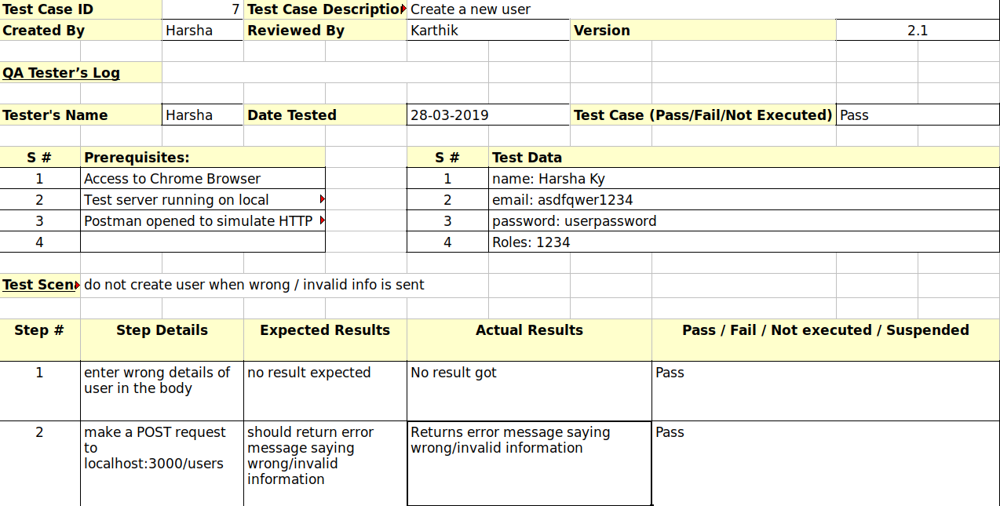 Test Case ID 7 Test Case Description Create a new user
Created By Harsha Reviewed By Karthik Version 2.1
QA Tester’s Log
Tester's Name Harsha Date Tested 28-03-2019 Test Case (Pass/Fail/Not Executed) Pass
S # Prerequisites: S # Test Data
1 Access to Chrome Browser 1 name: Harsha Ky
2 Test server running on local 2 email: asdfqwer1234
3 Postman opened to simulate HTTP 3 password: userpassword
4 4 Roles: 1234
Test Scen do not create user when wrong / invalid info is sent
Step # Step Details Expected Results Actual Results Pass / Fail / Not executed / Suspended
1 enter wrong details of no result expected No result got Pass
user in the body
2 make a POST request should return error Returns error message saying Pass
to message saying wrong/invalid information
localhost:3000/users wrong/invalid
information